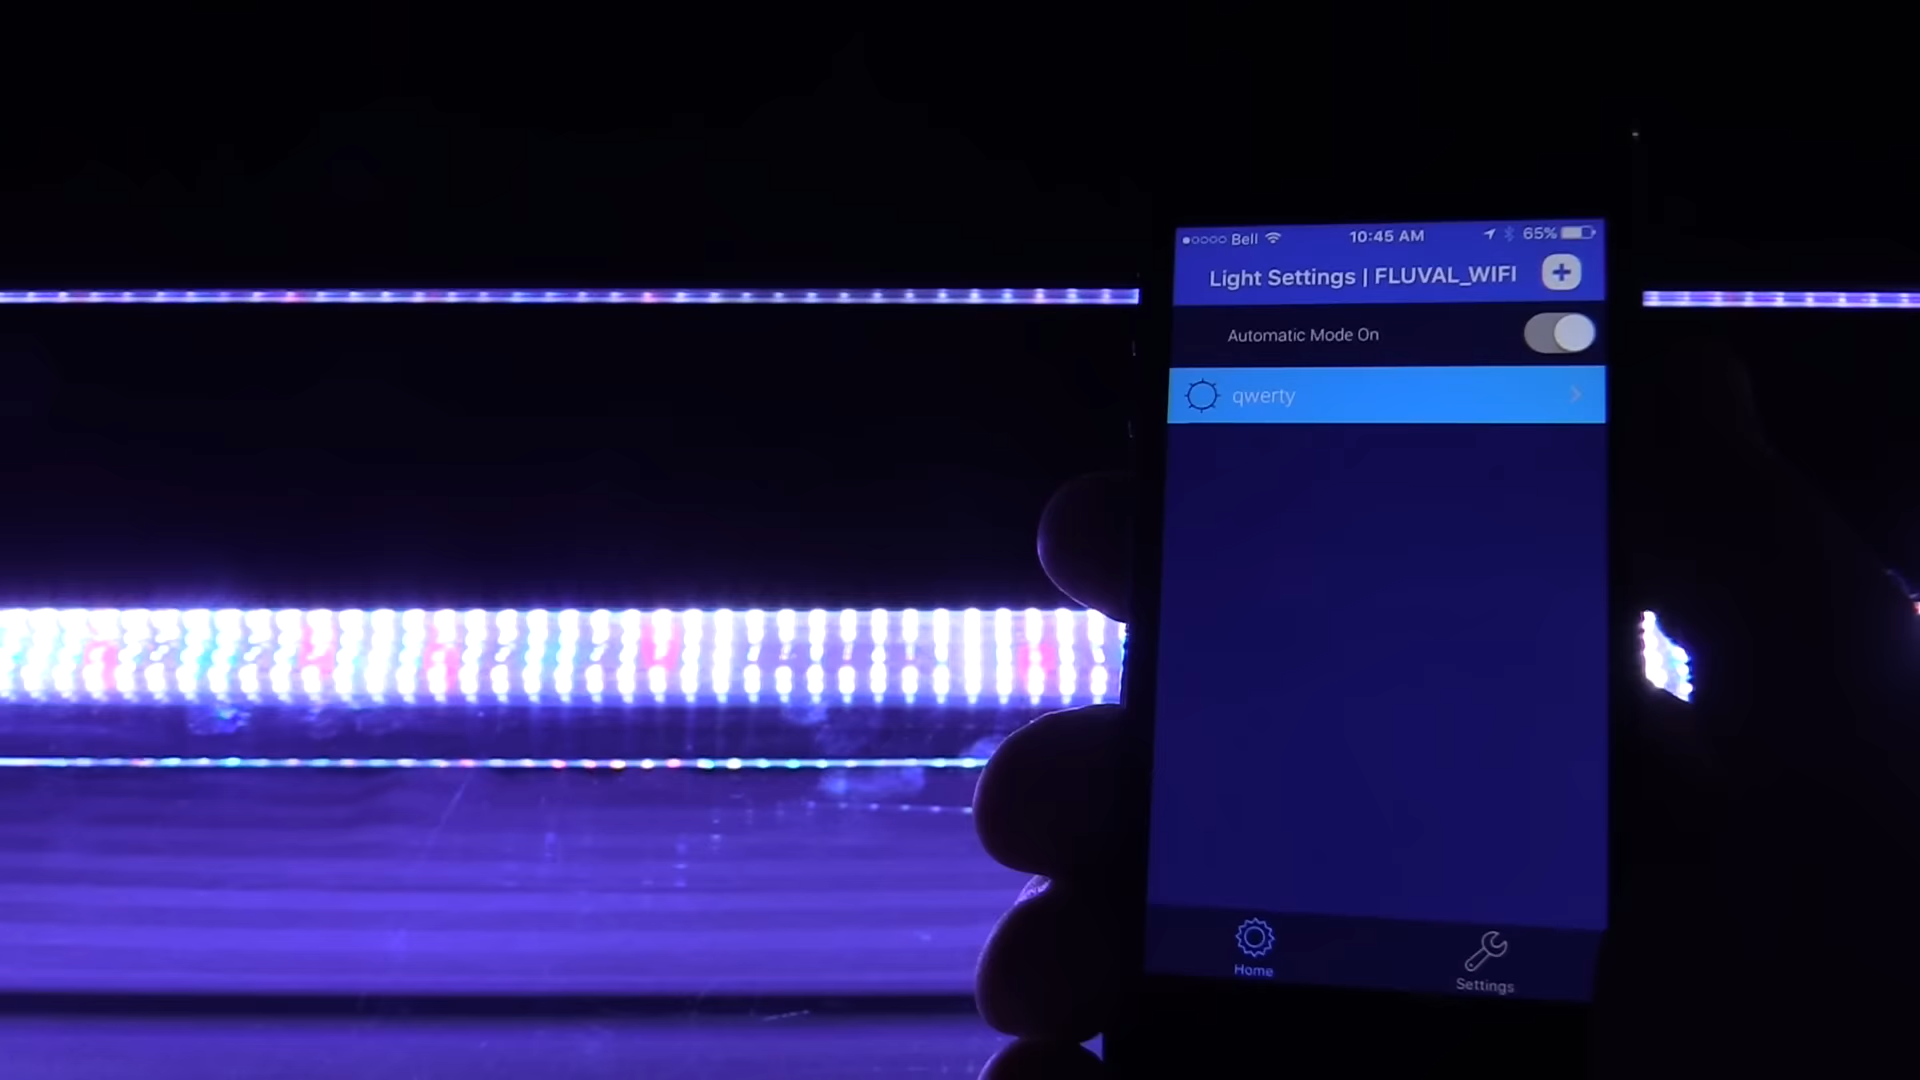 Bell 10:45 AM 65%
Light Settings | FLUVAL_WIFI
Automatic Mode On
qwerty
Home
Settings